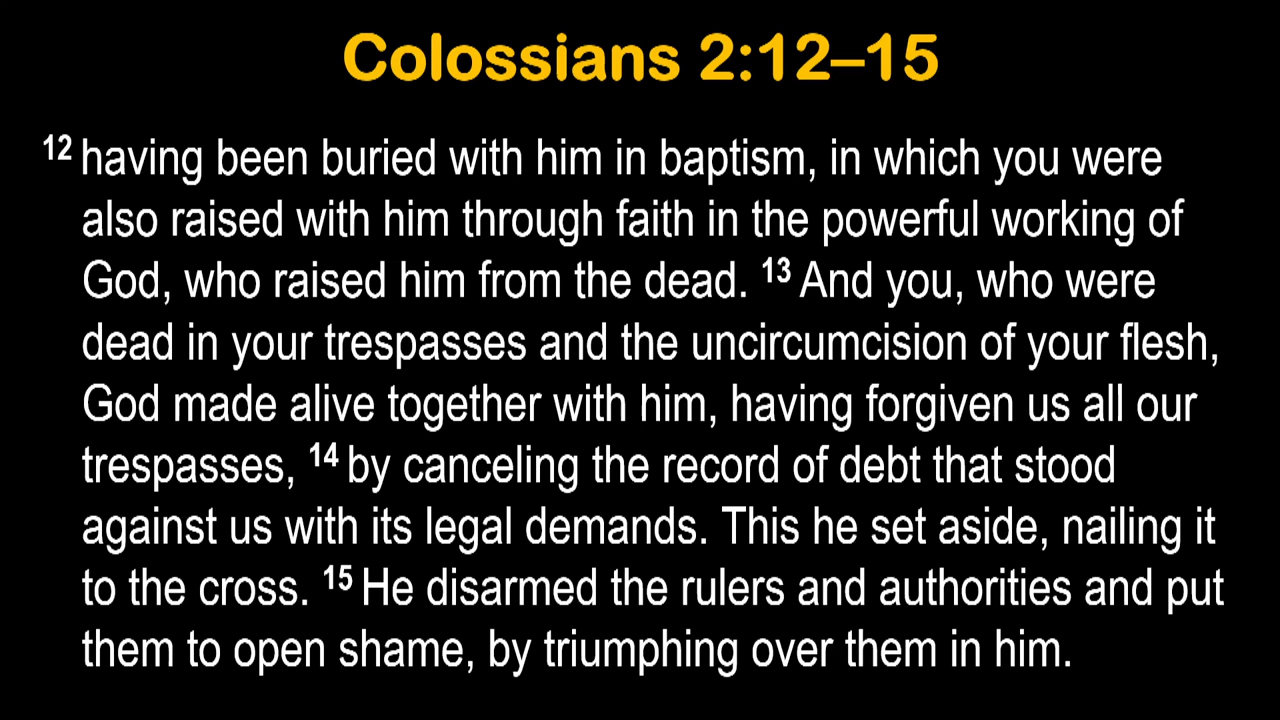 Colossians 2:12–15
12 having been buried with him in baptism, in which you were
also raised with him through faith in the powerful working of
God, who raised him from the dead. 13 And you, who were
dead in your trespasses and the uncircumcision of your flesh,
God made alive together with him, having forgiven us all our
trespasses, 14 by canceling the record of debt that stood
against us with its legal demands. This he set aside, nailing it
to the cross. 15 He disarmed the rulers and authorities and put
them to open shame, by triumphing over them in him.